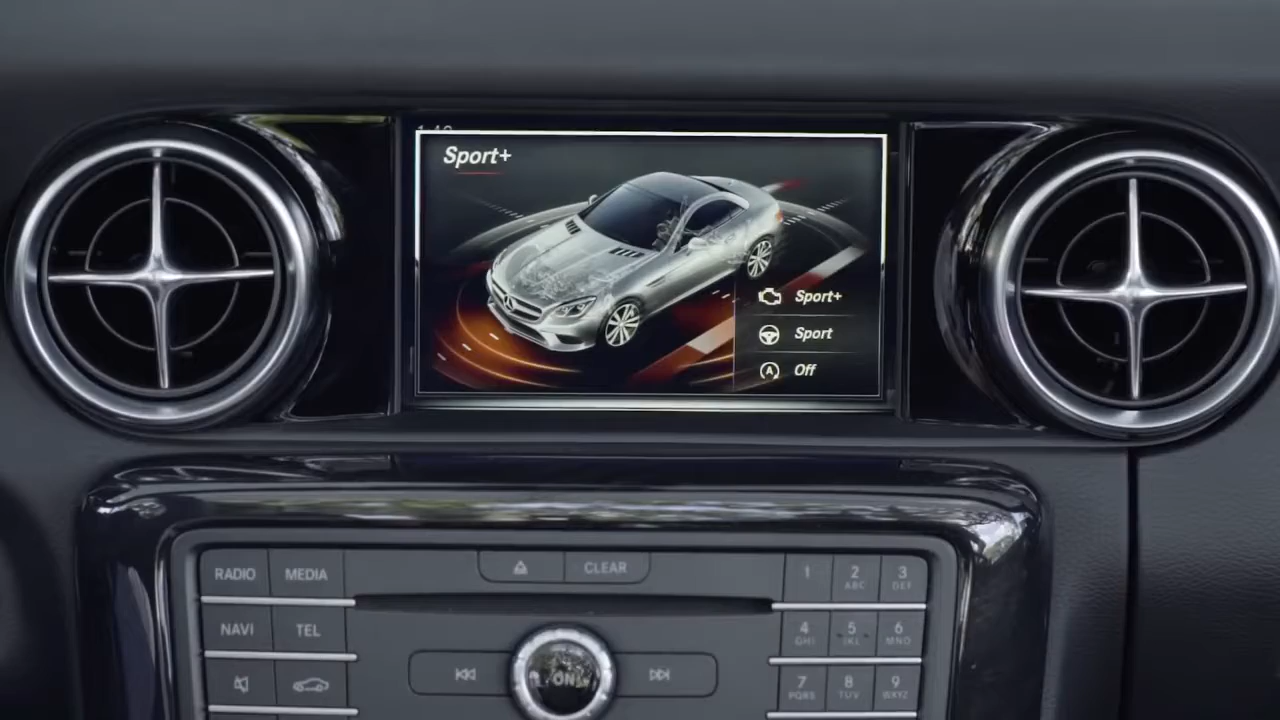 Sport+
Sport+
Sport
Off
CLEAR
RADIO MEDIA
1 2 ABC 3 DEF
NAVI TEL
4 GHI 5 JKL 6 MNO
ON
7 PQRS 8 TUV 9 WXYZ